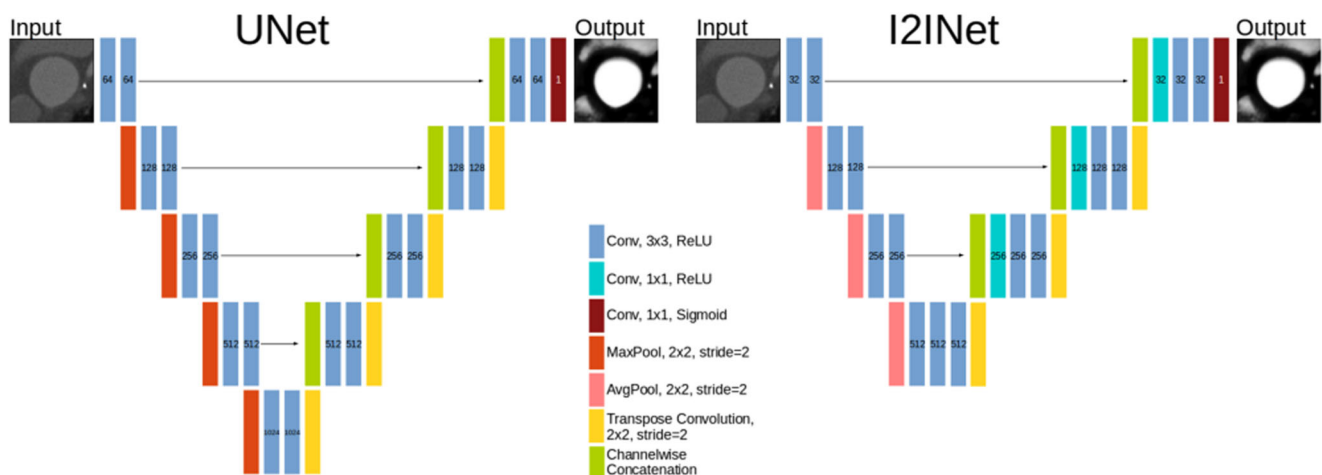 Input UNet Output
64 64 64 64 1
128 128 128 128
256 256 256 256
512 512 512 512
1024 1024
Input I2INet Output
32 32 32 32 32 1
128 128 128 128 128
256 256 256 256 256
512 512 512
Conv, 3x3, ReLU
Conv, 1x1, ReLU
Conv, 1x1, Sigmoid
MaxPool, 2x2, stride=2
AvgPool, 2x2, stride=2
Transpose Convolution,
2x2, stride=2
Channelwise
Concatenation